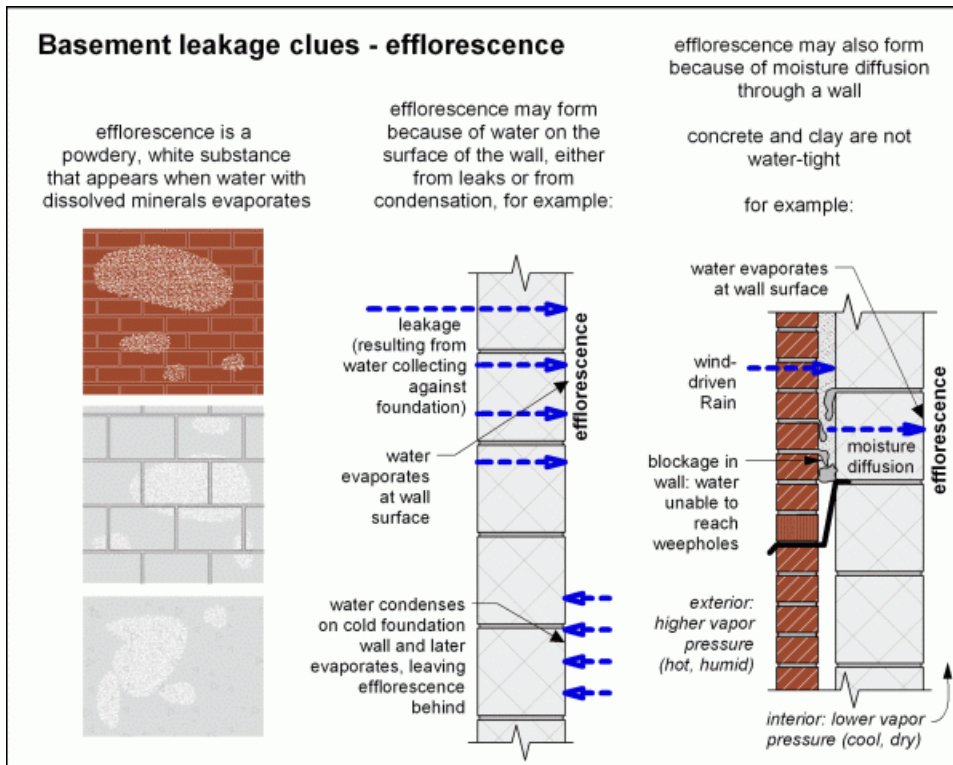 Basement leakage clues - efflorescence
efflorescence is a
powdery, white substance
that appears when water with
dissolved minerals evaporates
efflorescence may form
because of water on the
surface of the wall, either
from leaks or from
condensation, for example:
leakage
(resulting from
water collecting
against
foundation)
efflorescence
water
evaporates
at wall
surface
water condenses
on cold foundation
wall and later
evaporates, leaving
efflorescence
behind
efflorescence may also form
because of moisture diffusion
through a wall
concrete and clay are not
water-tight
for example:
water evaporates
at wall surface
wind-
driven
Rain
moisture
diffusion
efflorescence
blockage in
wall: water
unable to
reach
weepholes
exterior:
higher vapor
pressure
(hot, humid)
interior: lower vapor
pressure (cool, dry)